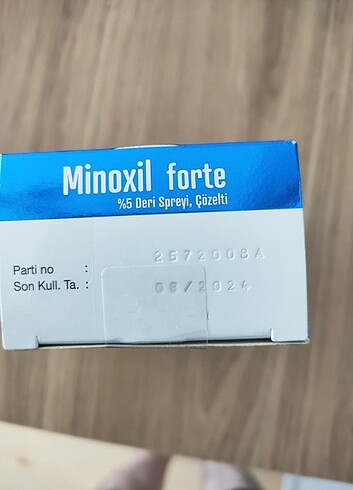 Minoxil forte
%5 Deri Spreyi, Çözelti
Parti no : 2572008A
Son Kull. Ta. : 08/2024